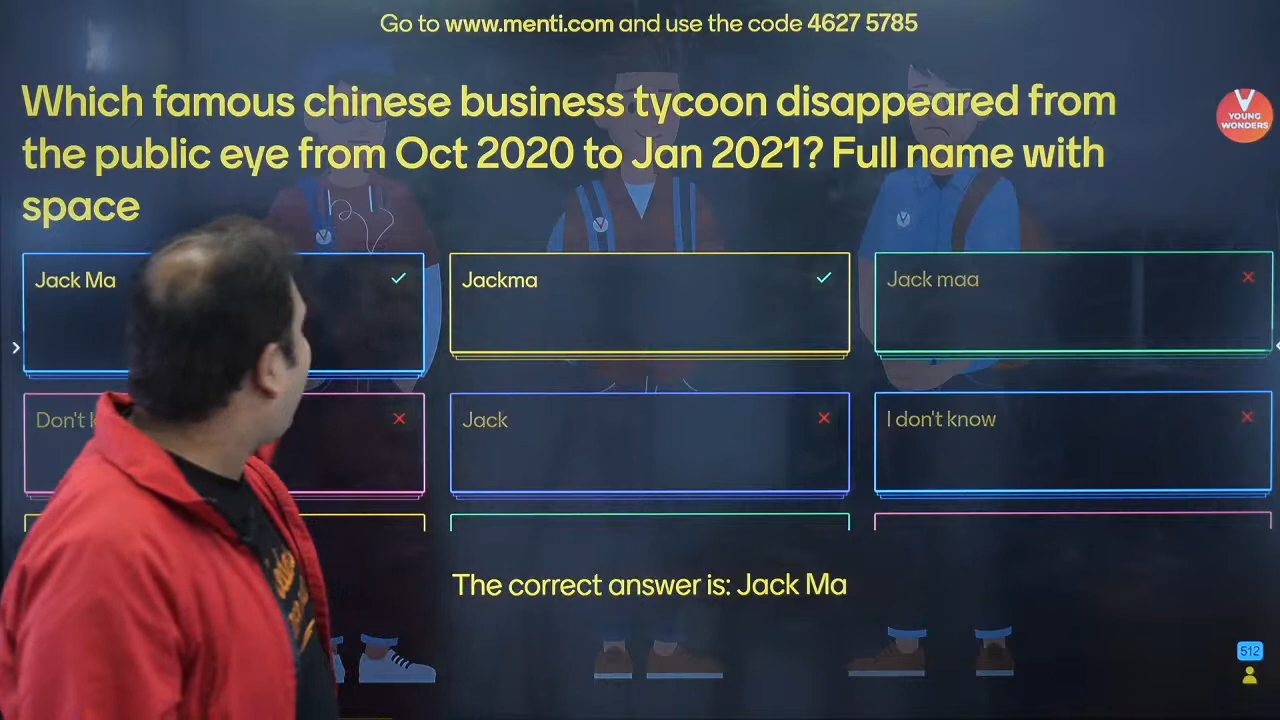 Go to www.menti.com and use the code 4627 5785
Which famous chinese business tycoon disappeared from
the public eye from Oct 2020 to Jan 2021? Full name with
space
V
YOUNG
WONDERS
Jack Ma
Jackma
Jack maa
Don't
Jack
I don't know
The correct answer is: Jack Ma
512